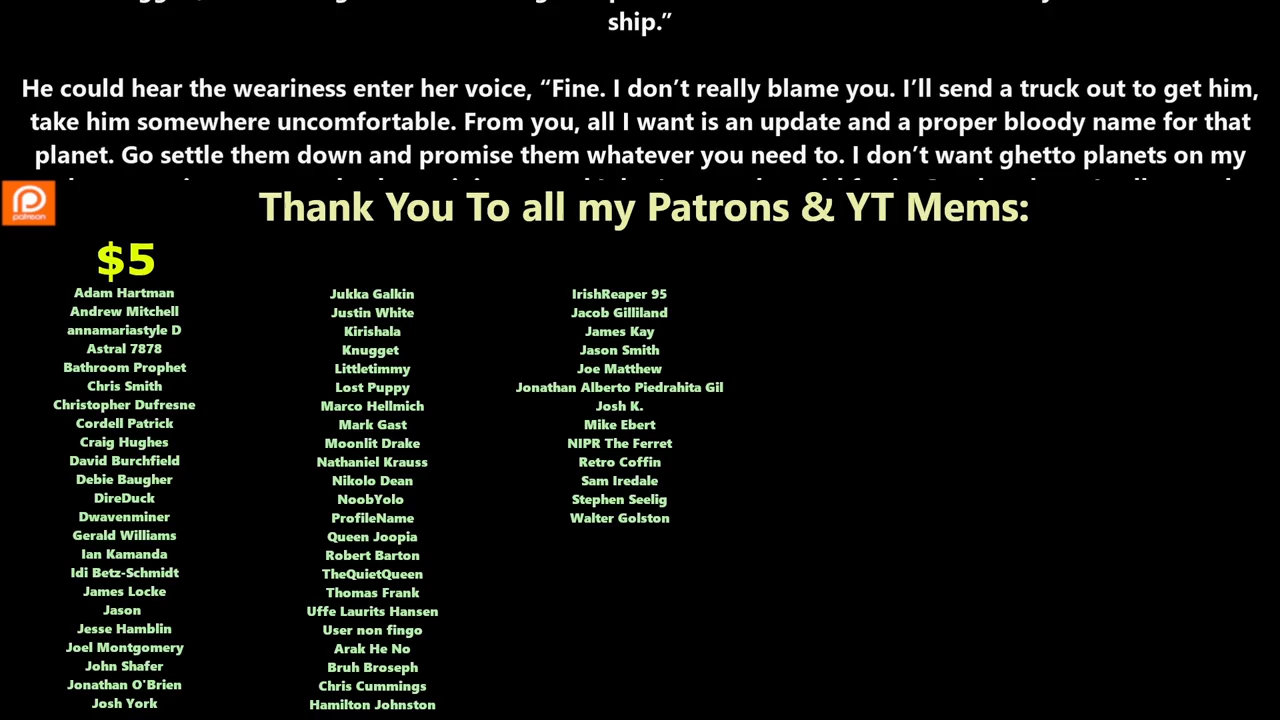 ship.”
He could hear the weariness enter her voice, “Fine. I don’t really blame you. I’ll send a truck out to get him,
take him somewhere uncomfortable. From you, all I want is an update and a proper bloody name for that
planet. Go settle them down and promise them whatever you need to. I don’t want ghetto planets on my
patreon
Thank You To all my Patrons & YT Mems:
$5
Adam Hartman
Andrew Mitchell
annamariastyle D
Astral 7878
Bathroom Prophet
Chris Smith
Christopher Dufresne
Cordell Patrick
Craig Hughes
David Burchfield
Debie Baugher
DireDuck
Dwavenminer
Gerald Williams
Ian Kamanda
Idi Betz-Schmidt
James Locke
Jason
Jesse Hamblin
Joel Montgomery
John Shafer
Jonathan O'Brien
Josh York
Jukka Galkin
Justin White
Kirishala
Knugget
Littletimmy
Lost Puppy
Marco Hellmich
Mark Gast
Moonlit Drake
Nathaniel Krauss
Nikolo Dean
NoobYolo
ProfileName
Queen Joopia
Robert Barton
TheQuietQueen
Thomas Frank
Uffe Laurits Hansen
User non fingo
Arak He No
Bruh Broseph
Chris Cummings
Hamilton Johnston
IrishReaper 95
Jacob Gilliland
James Kay
Jason Smith
Joe Matthew
Jonathan Alberto Piedrahita Gil
Josh K.
Mike Ebert
NIPR The Ferret
Retro Coffin
Sam Iredale
Stephen Seelig
Walter Golston